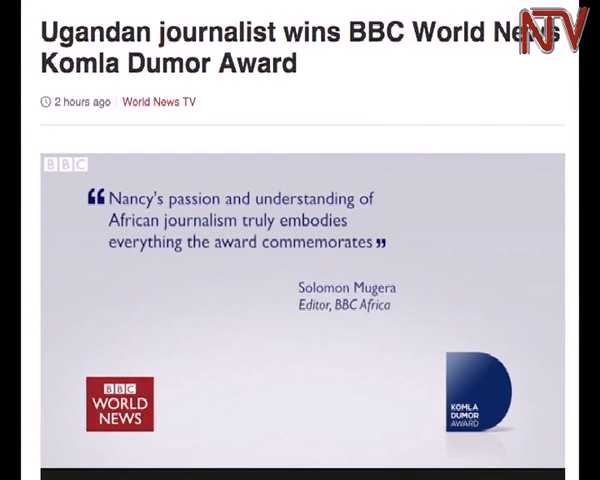 Ugandan journalist wins BBC World News
Komla Dumor Award
NTV
2 hours ago | World News TV
BBC
“Nancy's passion and understanding of
African journalism truly embodies
everything the award commemorates”
Solomon Mugera
Editor, BBC Africa
BBC
WORLD
NEWS
KOMLA
DUMOR
AWARD